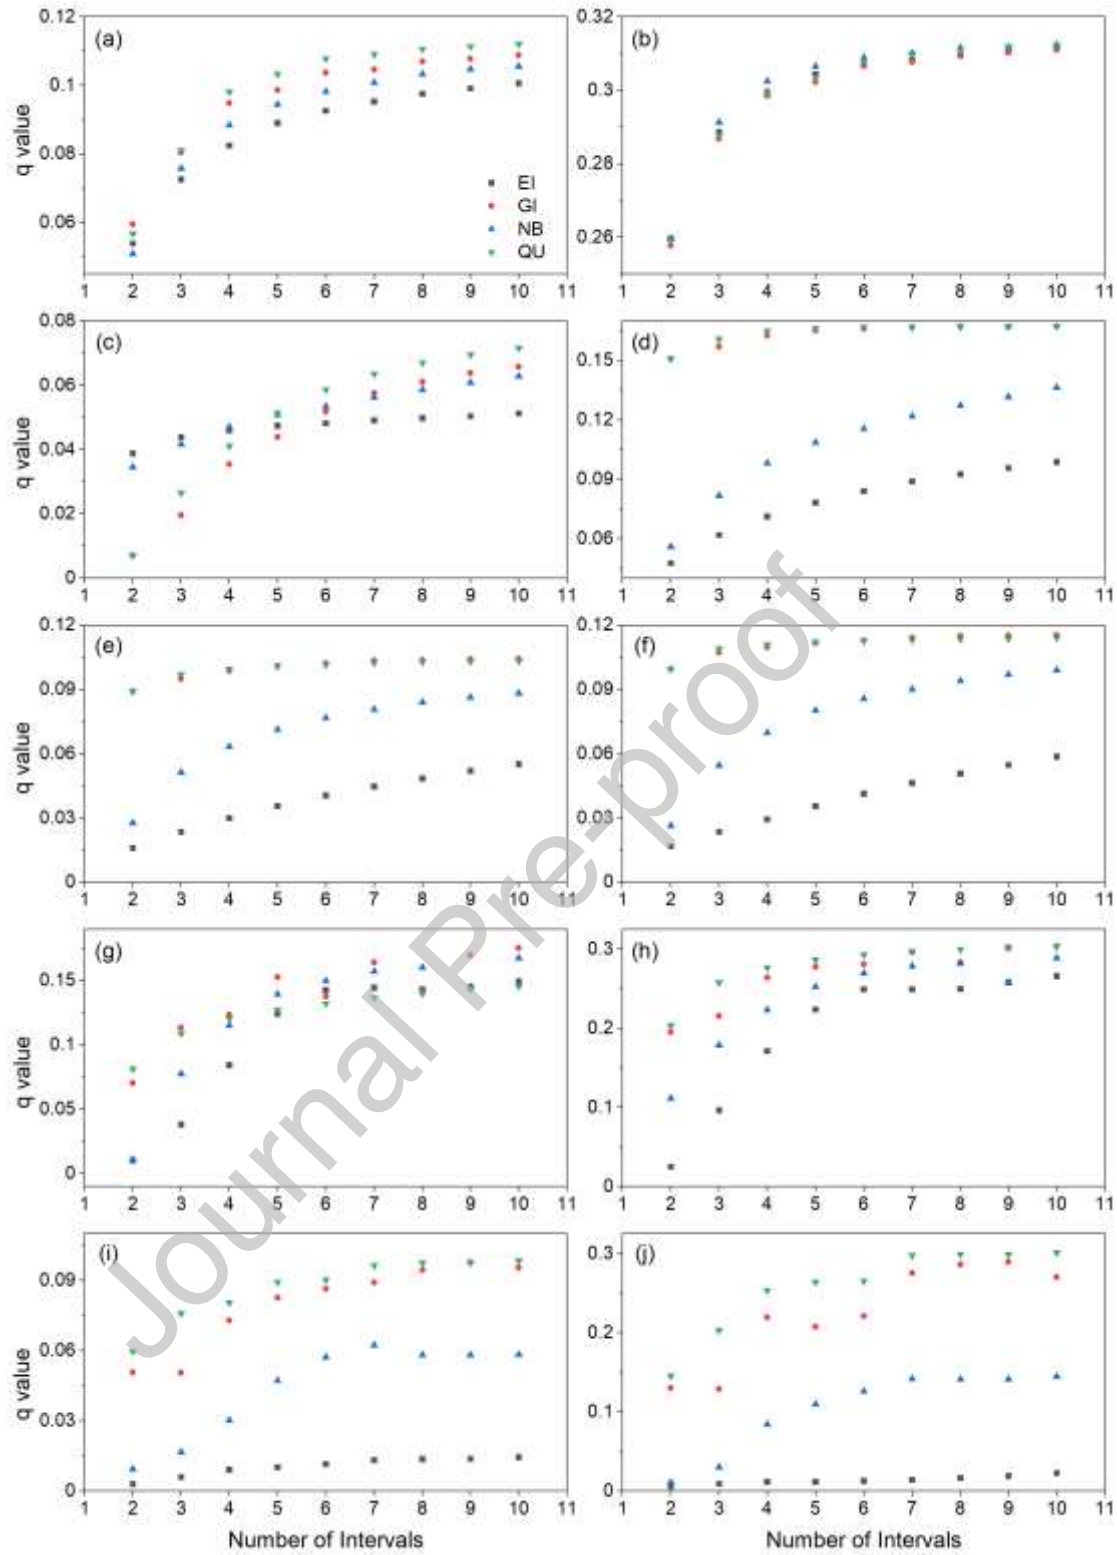 (a)
0.12
0.1
0.08
0.06
q value
EI
GI
NB
QU
1 2 3 4 5 6 7 8 9 10 11
(b)
0.32
0.3
0.28
0.26
1 2 3 4 5 6 7 8 9 10 11
(c)
0.08
0.06
0.04
0.02
0
q value
1 2 3 4 5 6 7 8 9 10 11
(d)
0.15
0.12
0.09
0.06
1 2 3 4 5 6 7 8 9 10 11
(e)
0.12
0.09
0.06
0.03
0
q value
1 2 3 4 5 6 7 8 9 10 11
(f)
0.12
0.09
0.06
0.03
0
1 2 3 4 5 6 7 8 9 10 11
(g)
0.15
0.1
0.05
0
q value
1 2 3 4 5 6 7 8 9 10 11
(h)
0.3
0.2
0.1
0
1 2 3 4 5 6 7 8 9 10 11
(i)
0.09
0.06
0.03
0
q value
1 2 3 4 5 6 7 8 9 10 11
Number of Intervals
(j)
0.3
0.2
0.1
0
1 2 3 4 5 6 7 8 9 10 11
Number of Intervals
Journal Pre-proof